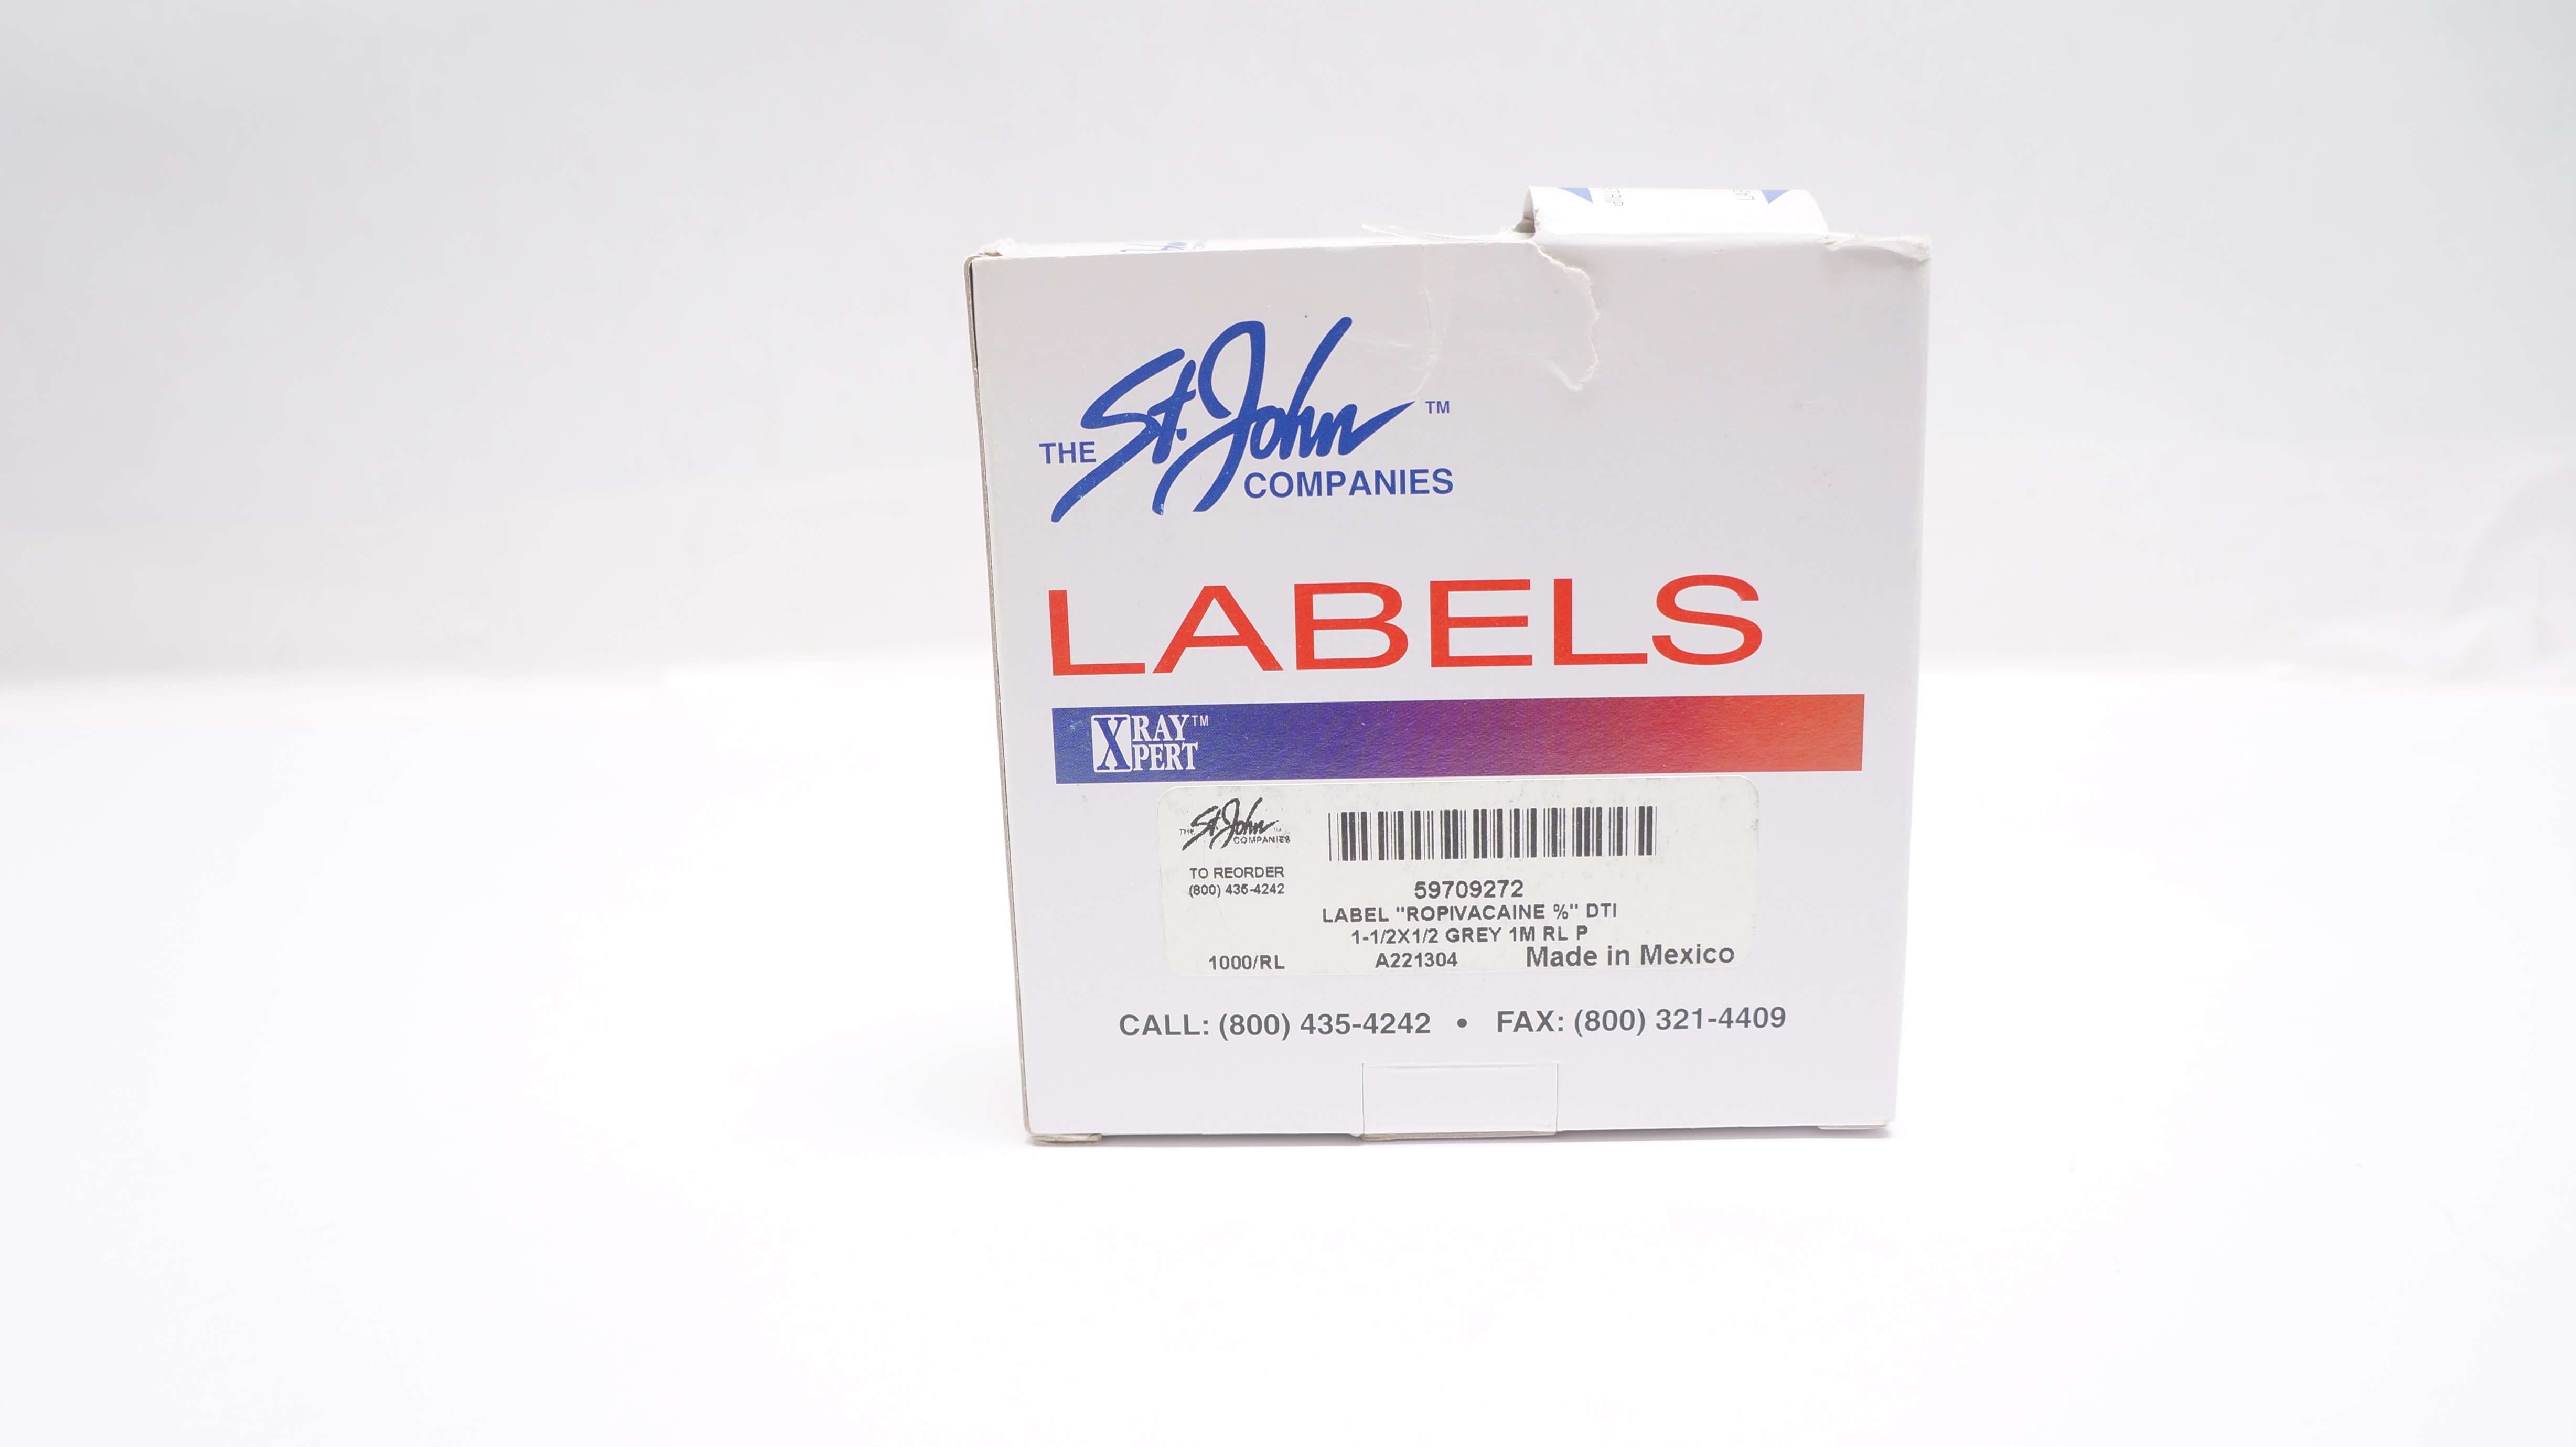 THE St. John ™
COMPANIES
LABELS
XRAY™
XPERT
THE St. John
COMPANIES
TO REORDER
(800) 435-4242
59709272
LABEL "ROPIVACAINE %" DTI
1-1/2X1/2 GREY 1M RL P
1000/RL A221304 Made in Mexico
CALL: (800) 435-4242 • FAX: (800) 321-4409